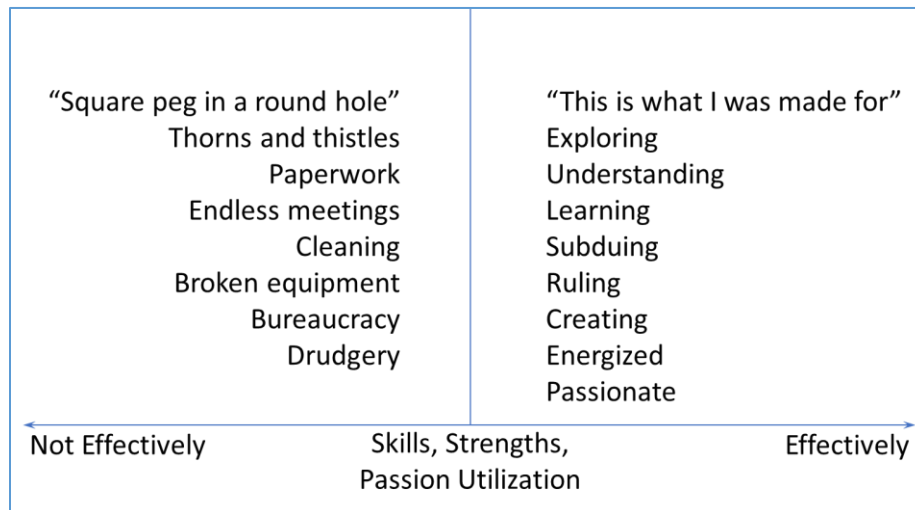 “Square peg in a round hole”
Thorns and thistles
Paperwork
Endless meetings
Cleaning
Broken equipment
Bureaucracy
Drudgery
“This is what I was made for”
Exploring
Understanding
Learning
Subduing
Ruling
Creating
Energized
Passionate
Not Effectively
Skills, Strengths,
Passion Utilization
Effectively